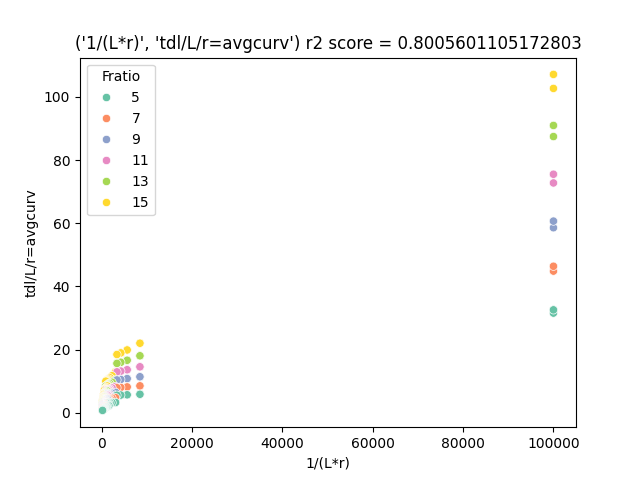 ('1/(L*r)', 'tdl/L/r=avgcurv') r2 score = 0.8005601105172803
Fratio
5
7
9
11
13
15
100
80
60
40
20
0
tdl/L/r=avgcurv
0 20000 40000 60000 80000 100000
1/(L*r)